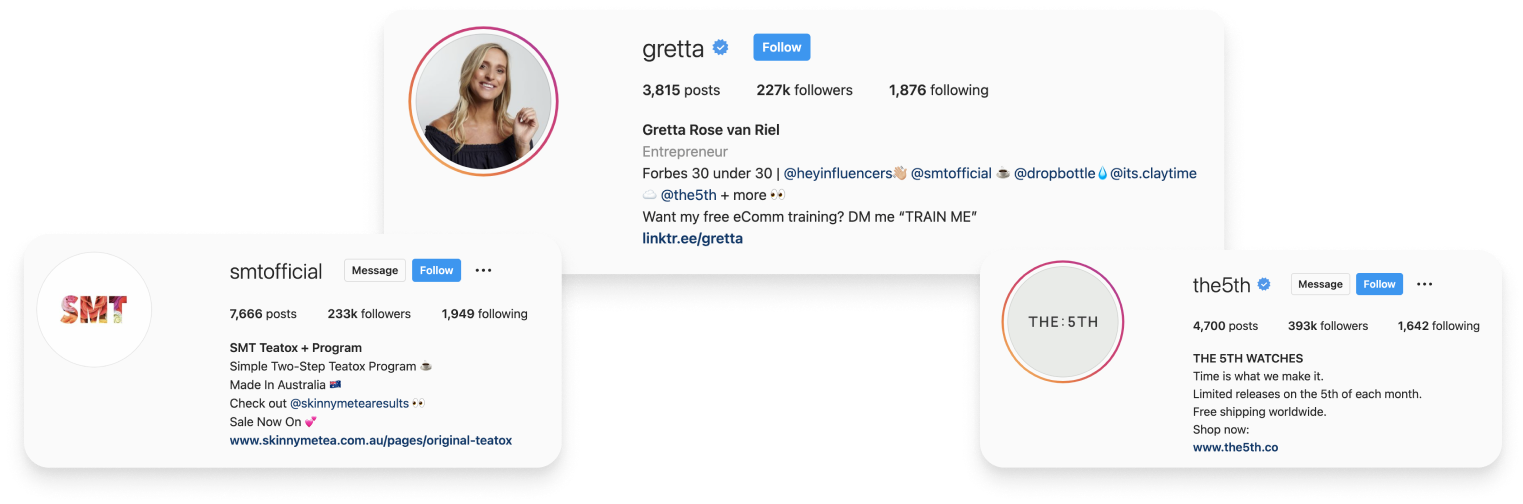 gretta Follow
3,815 posts 227k followers 1,876 following
Gretta Rose van Riel
Entrepreneur
Forbes 30 under 30 | @heyinfluencers👋🏼 @smtofficial ☕ @dropbottle💧@its.claytime
☁️ @the5th + more 👀
Want my free eComm training? DM me “TRAIN ME”
linktr.ee/gretta
SMT
smtofficial Message Follow ...
7,666 posts 233k followers 1,949 following
SMT Teatox + Program
Simple Two-Step Teatox Program ☕
Made In Australia 🇦🇺
Check out @skinnymetearesults 👀
Sale Now On 💕
www.skinnymetea.com.au/pages/original-teatox
THE:5TH
the5th Message Follow ...
4,700 posts 393k followers 1,642 following
THE 5TH WATCHES
Time is what we make it.
Limited releases on the 5th of each month.
Free shipping worldwide.
Shop now:
www.the5th.co